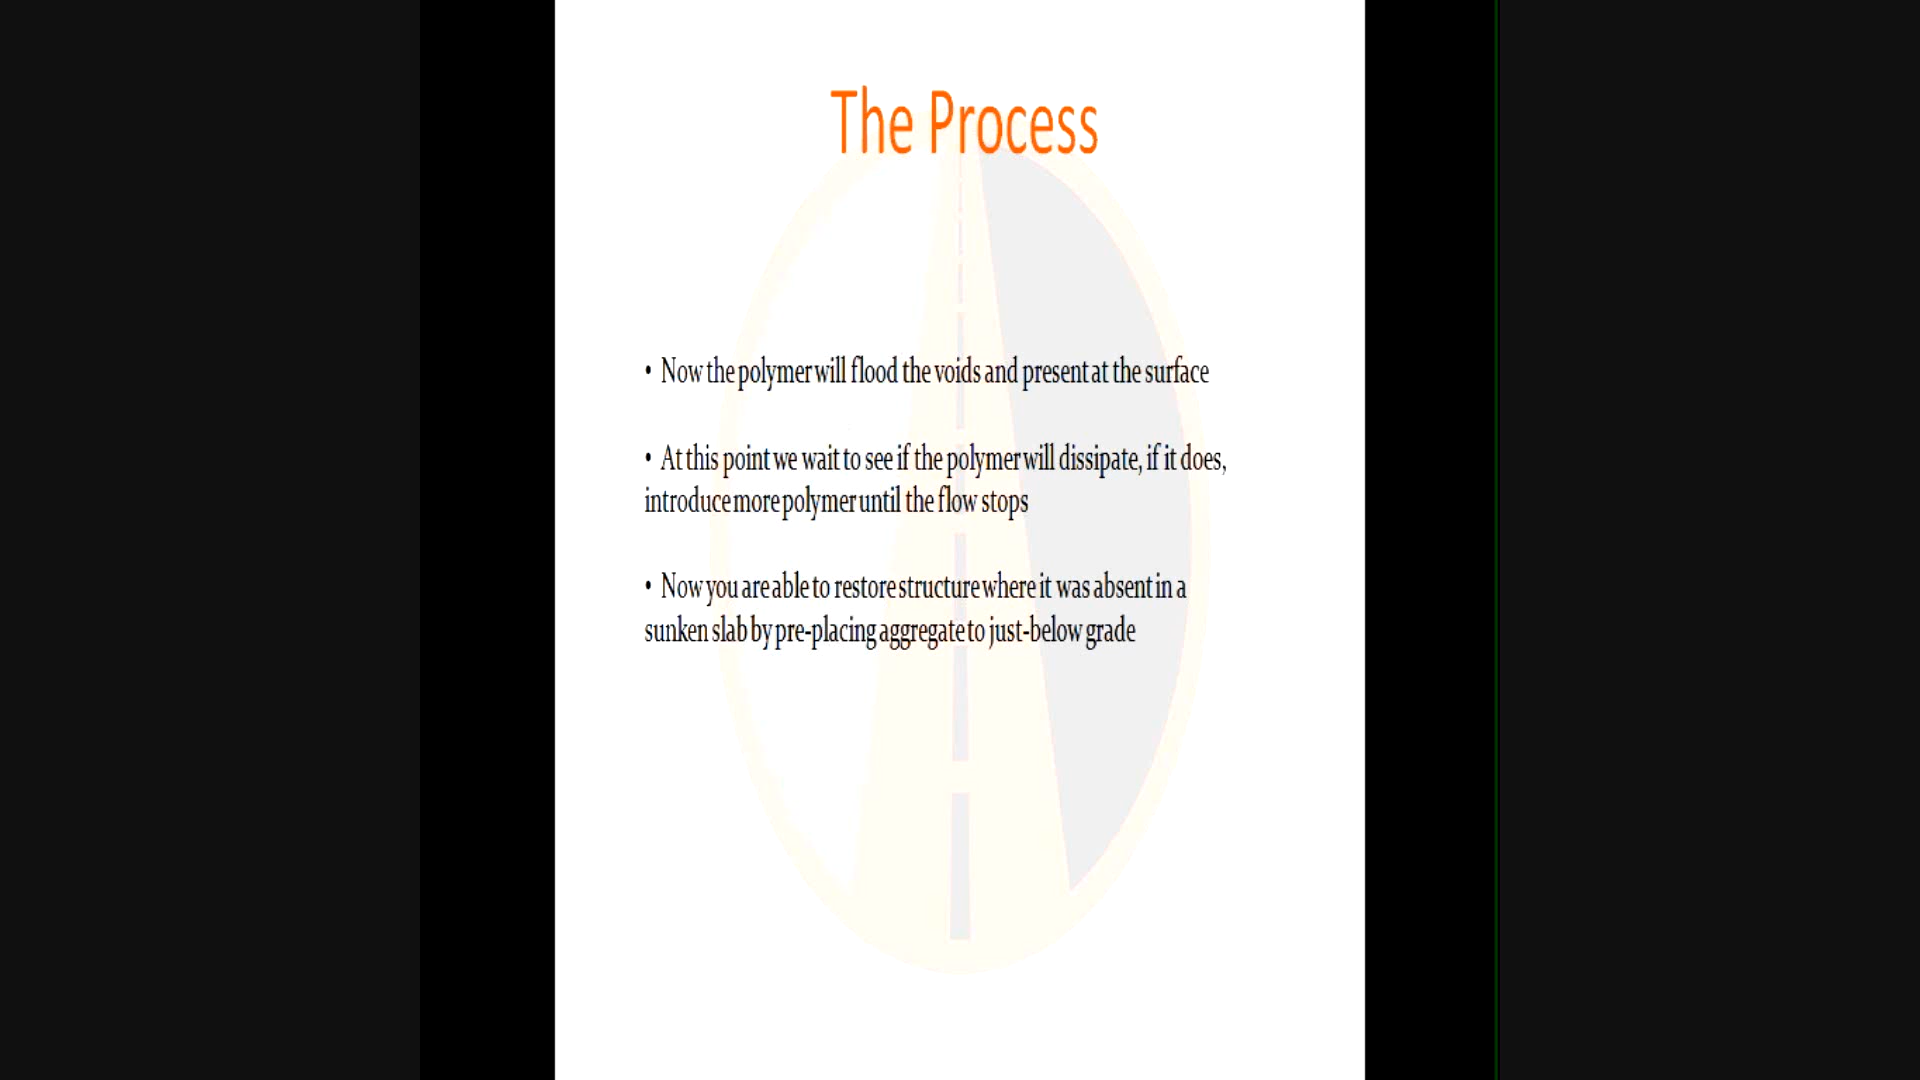 The Process
• Now the polymer will flood the voids and present at the surface
• At this point we wait to see if the polymer will dissipate, if it does,
introduce more polymer until the flow stops
• Now you are able to restore structure where it was absent in a
sunken slab by pre-placing aggregate to just-below grade